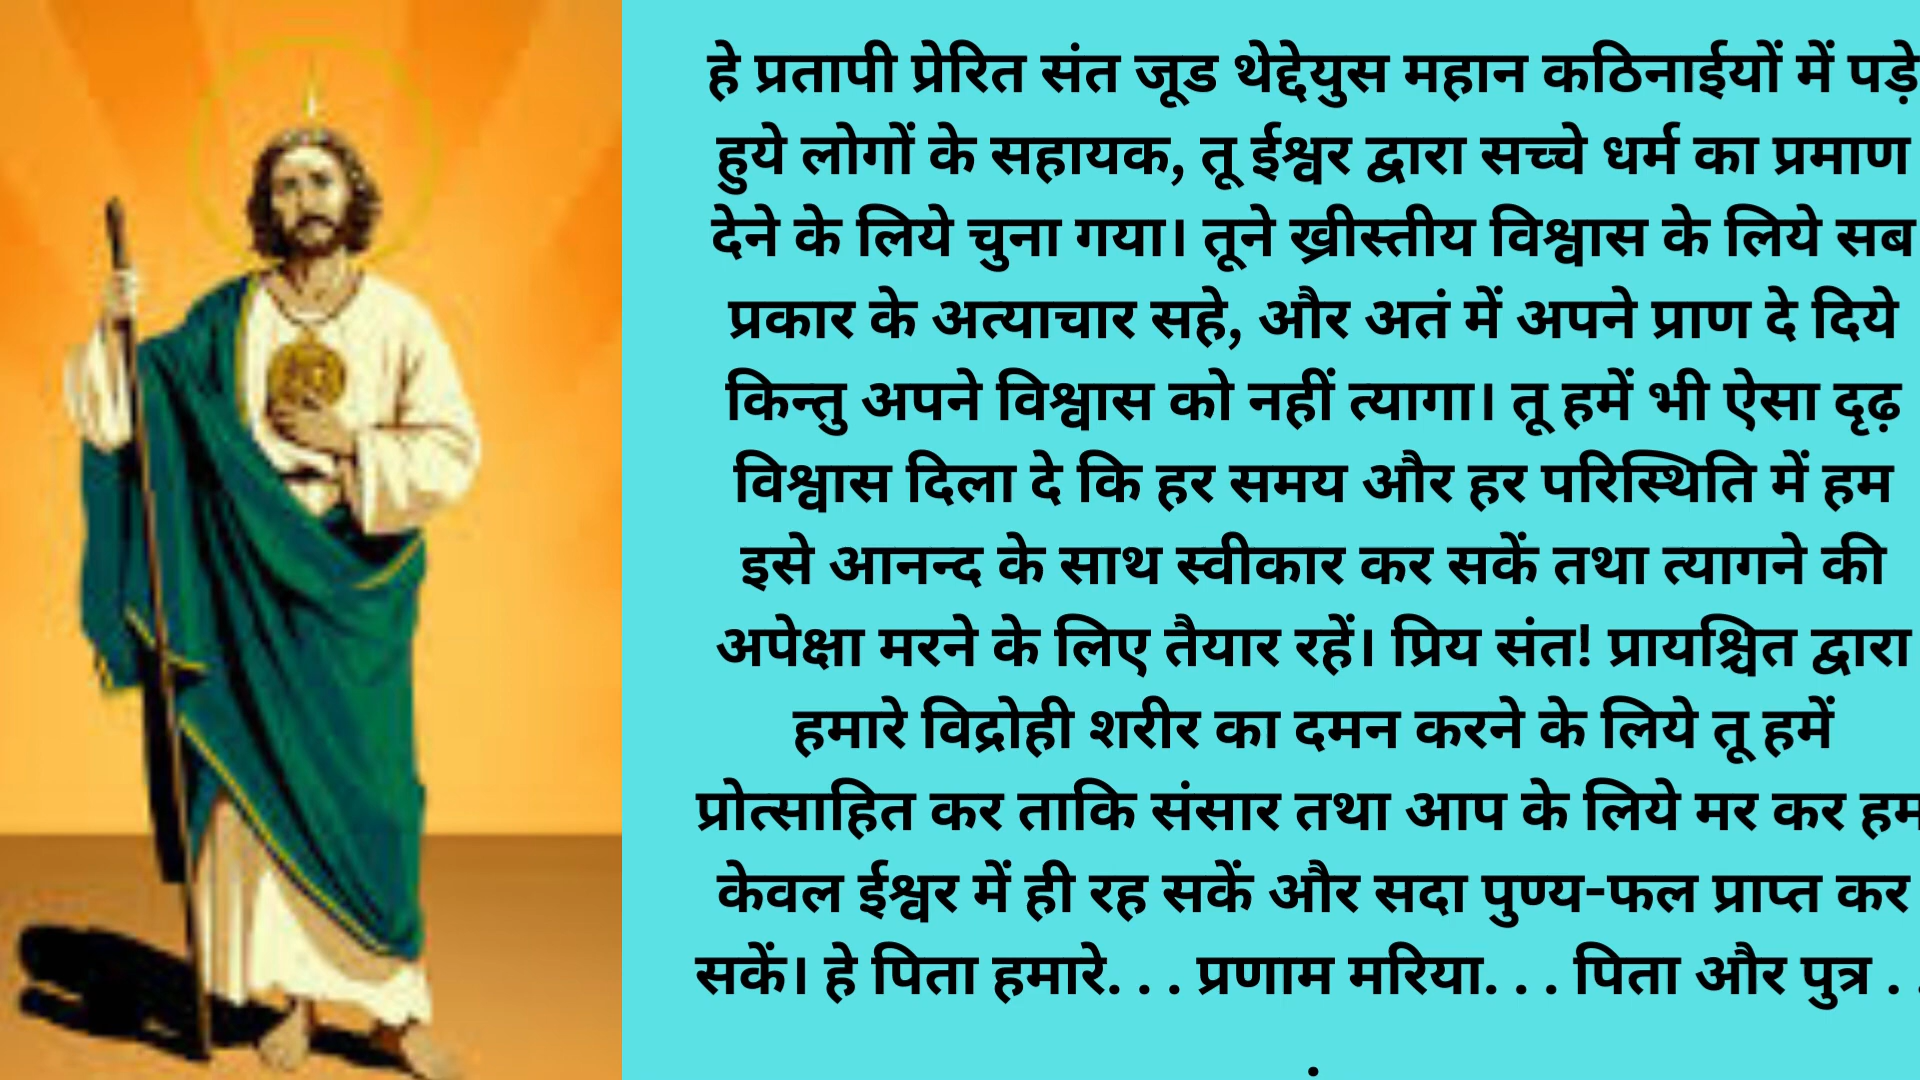 हे प्रतापी प्रेरित संत जूड थेद्देयुस महान कठिनाईयों में पड़े
हुये लोगों के सहायक, तू ईश्वर द्वारा सच्चे धर्म का प्रमाण
देने के लिये चुना गया। तूने ख्रीस्तीय विश्वास के लिये सब
प्रकार के अत्याचार सहे, और अतं में अपने प्राण दे दिये
किन्तु अपने विश्वास को नहीं त्यागा। तू हमें भी ऐसा दृढ़
विश्वास दिला दे कि हर समय और हर परिस्थिति में हम
इसे आनन्द के साथ स्वीकार कर सकें तथा त्यागने की
अपेक्षा मरने के लिए तैयार रहें। प्रिय संत! प्रायश्चित द्वारा
हमारे विद्रोही शरीर का दमन करने के लिये तू हमें
प्रोत्साहित कर ताकि संसार तथा आप के लिये मर कर हम
केवल ईश्वर में ही रह सकें और सदा पुण्य-फल प्राप्त कर
सकें। हे पिता हमारे. . . प्रणाम मरिया. . . पिता और पुत्र . .
.